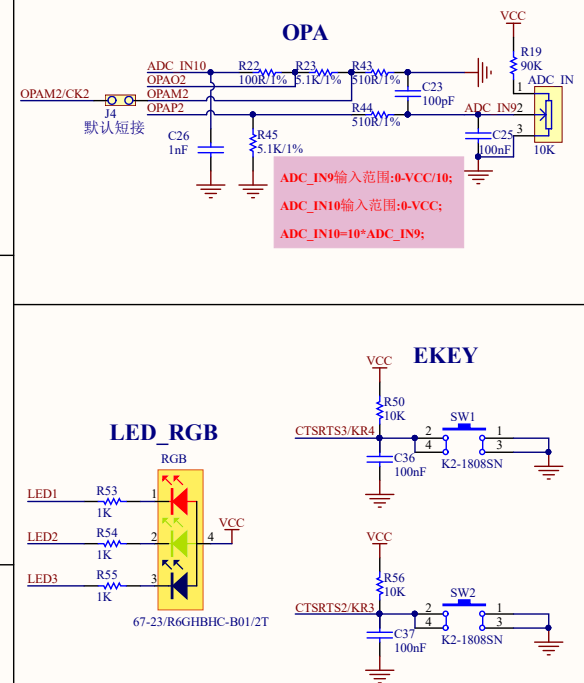 OPA
VCC
R19
90K
ADC_IN
ADC_IN10
R22
R23
R43
OPAO2
100R/1%
5.1K/1%
510R/1%
C23
100pF
OPAM2/CK2
OPAM2
J4
默认短接
OPAP2
R44
510R/1%
ADC_IN9
1
2
3
10K
C26
1nF
R45
5.1K/1%
C25
100nF
ADC_IN9输入范围:0-VCC/10;
ADC_IN10输入范围:0-VCC;
ADC_IN10=10*ADC_IN9;
EKEY
VCC
R50
10K
CTSRTS3/KR4
SW1
2
4
1
3
C36
100nF
K2-1808SN
LED_RGB
RGB
LED1
R53
1K
1
LED2
R54
1K
2
4
VCC
LED3
R55
1K
3
67-23/R6GHBHC-B01/2T
VCC
R56
10K
CTSRTS2/KR3
SW2
2
4
1
3
C37
100nF
K2-1808SN